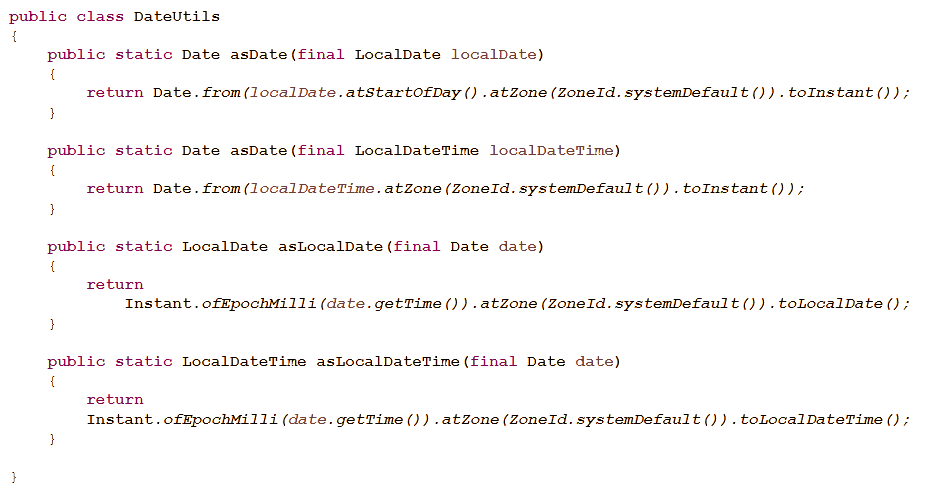 public class DateUtils
{
    public static Date asDate(final LocalDate localDate)
    {
        return Date.from(localDate.atStartOfDay().atZone(ZoneId.systemDefault()).toInstant());
    }
    public static Date asDate(final LocalDateTime localDateTime)
    {
        return Date.from(localDateTime.atZone(ZoneId.systemDefault()).toInstant());
    }
    public static LocalDate asLocalDate(final Date date)
    {
        return
            Instant.ofEpochMilli(date.getTime()).atZone(ZoneId.systemDefault()).toLocalDate();
    }
    public static LocalDateTime asLocalDateTime(final Date date)
    {
        return
        Instant.ofEpochMilli(date.getTime()).atZone(ZoneId.systemDefault()).toLocalDateTime();
    }
}